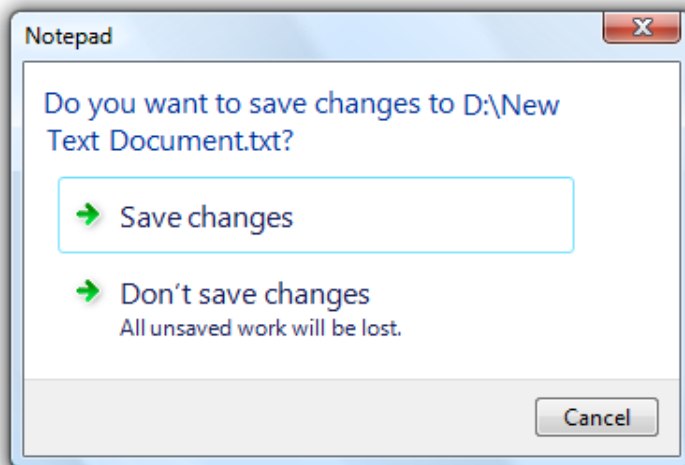 Notepad
Do you want to save changes to D:\New
Text Document.txt?
Save changes
Don't save changes
All unsaved work will be lost.
Cancel